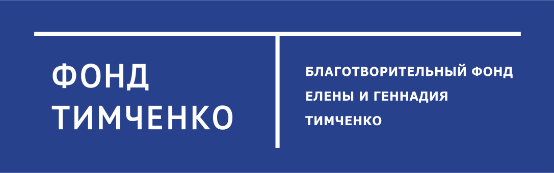 ФОНД
ТИМЧЕНКО
БЛАГОТВОРИТЕЛЬНЫЙ ФОНД
ЕЛЕНЫ И ГЕННАДИЯ
ТИМЧЕНКО